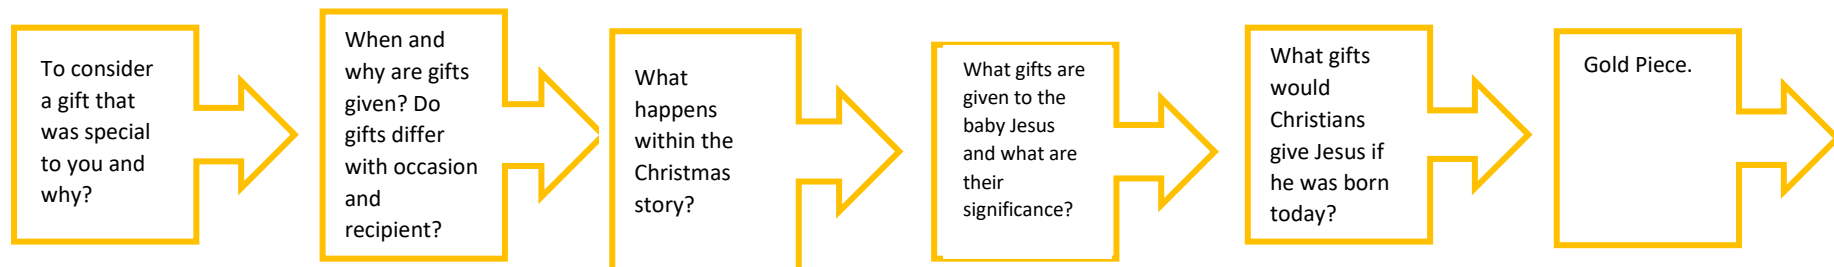 To consider
a gift that
was special
to you and
why?
When and
why are gifts
given? Do
gifts differ
with occasion
and
recipient?
What
happens
within the
Christmas
story?
What gifts are
given to the
baby Jesus
and what are
their
significance?
What gifts
would
Christians
give Jesus if
he was born
today?
Gold Piece.